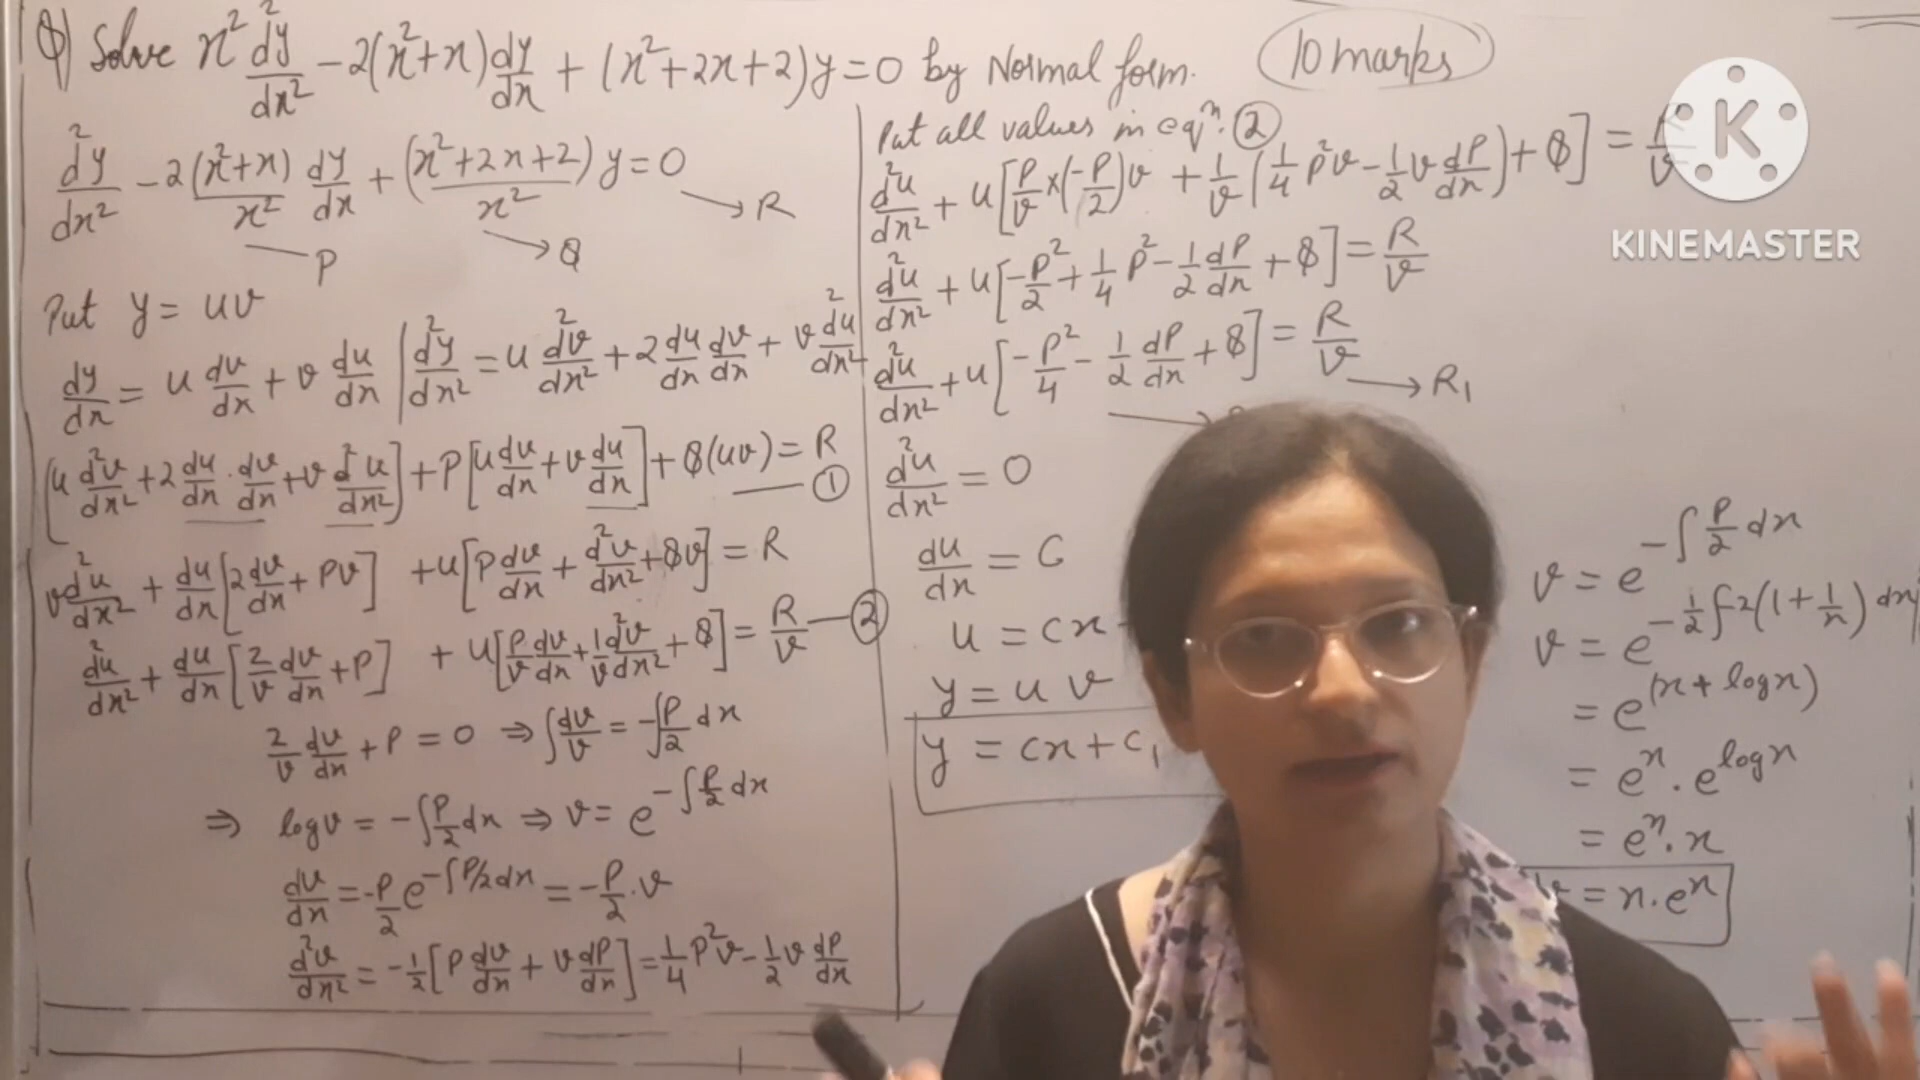 Q) Solve x² d²y/dx² - 2(x²+x) dy/dx + (x²+2x+2)y = 0 by Normal form.
10 marks
d²y/dx² - 2(x²+x)/x² dy/dx + (x²+2x+2)/x² y = 0
→ R
P
→ Q
Put y = uv
dy/dx = u dv/dx + v du/dx | d²y/dx² = u d²v/dx² + 2 du/dx dv/dx + v d²u/dx²
[u d²v/dx² + 2 du/dx . dv/dx + v d²u/dx²] + P[u dv/dx + v du/dx] + Q(uv) = R
— ①
v d²u/dx² + du/dx [2 dv/dx + Pv] + u[P dv/dx + d²v/dx² + Qv] = R
d²u/dx² + du/dx [2/v dv/dx + P] + u[P/v dv/dx + 1/v d²v/dx² + Q] = R/v — ②
2/v dv/dx + P = 0 ⇒ ∫dv/v = -∫P/2 dx
⇒ log v = -∫P/2 dx ⇒ v = e^(-∫P/2 dx)
dv/dx = -P/2 e^(-∫P/2 dx) = -P/2 . v
d²v/dx² = -1/2 [P dv/dx + v dP/dx] = 1/4 P²v - 1/2 v dP/dx
Put all values in eqⁿ. ②
d²u/dx² + u[P/v × (-P/2)v + 1/v (1/4 P²v - 1/2 v dP/dx) + Q] = R/v
d²u/dx² + u[-P²/2 + 1/4 P² - 1/2 dP/dx + Q] = R/v
d²u/dx² + u[-P²/4 - 1/2 dP/dx + Q] = R/v
→ R₁
d²u/dx² = 0
du/dx = C
u = cx
y = u v
y = cx + c₁
v = e^(-∫P/2 dx)
v = e^(-1/2 ∫-2(1+1/x) dx)
= e^(x + log x)
= eˣ . e^(log x)
= eˣ . x
v = x . eˣ
K
KINEMASTER